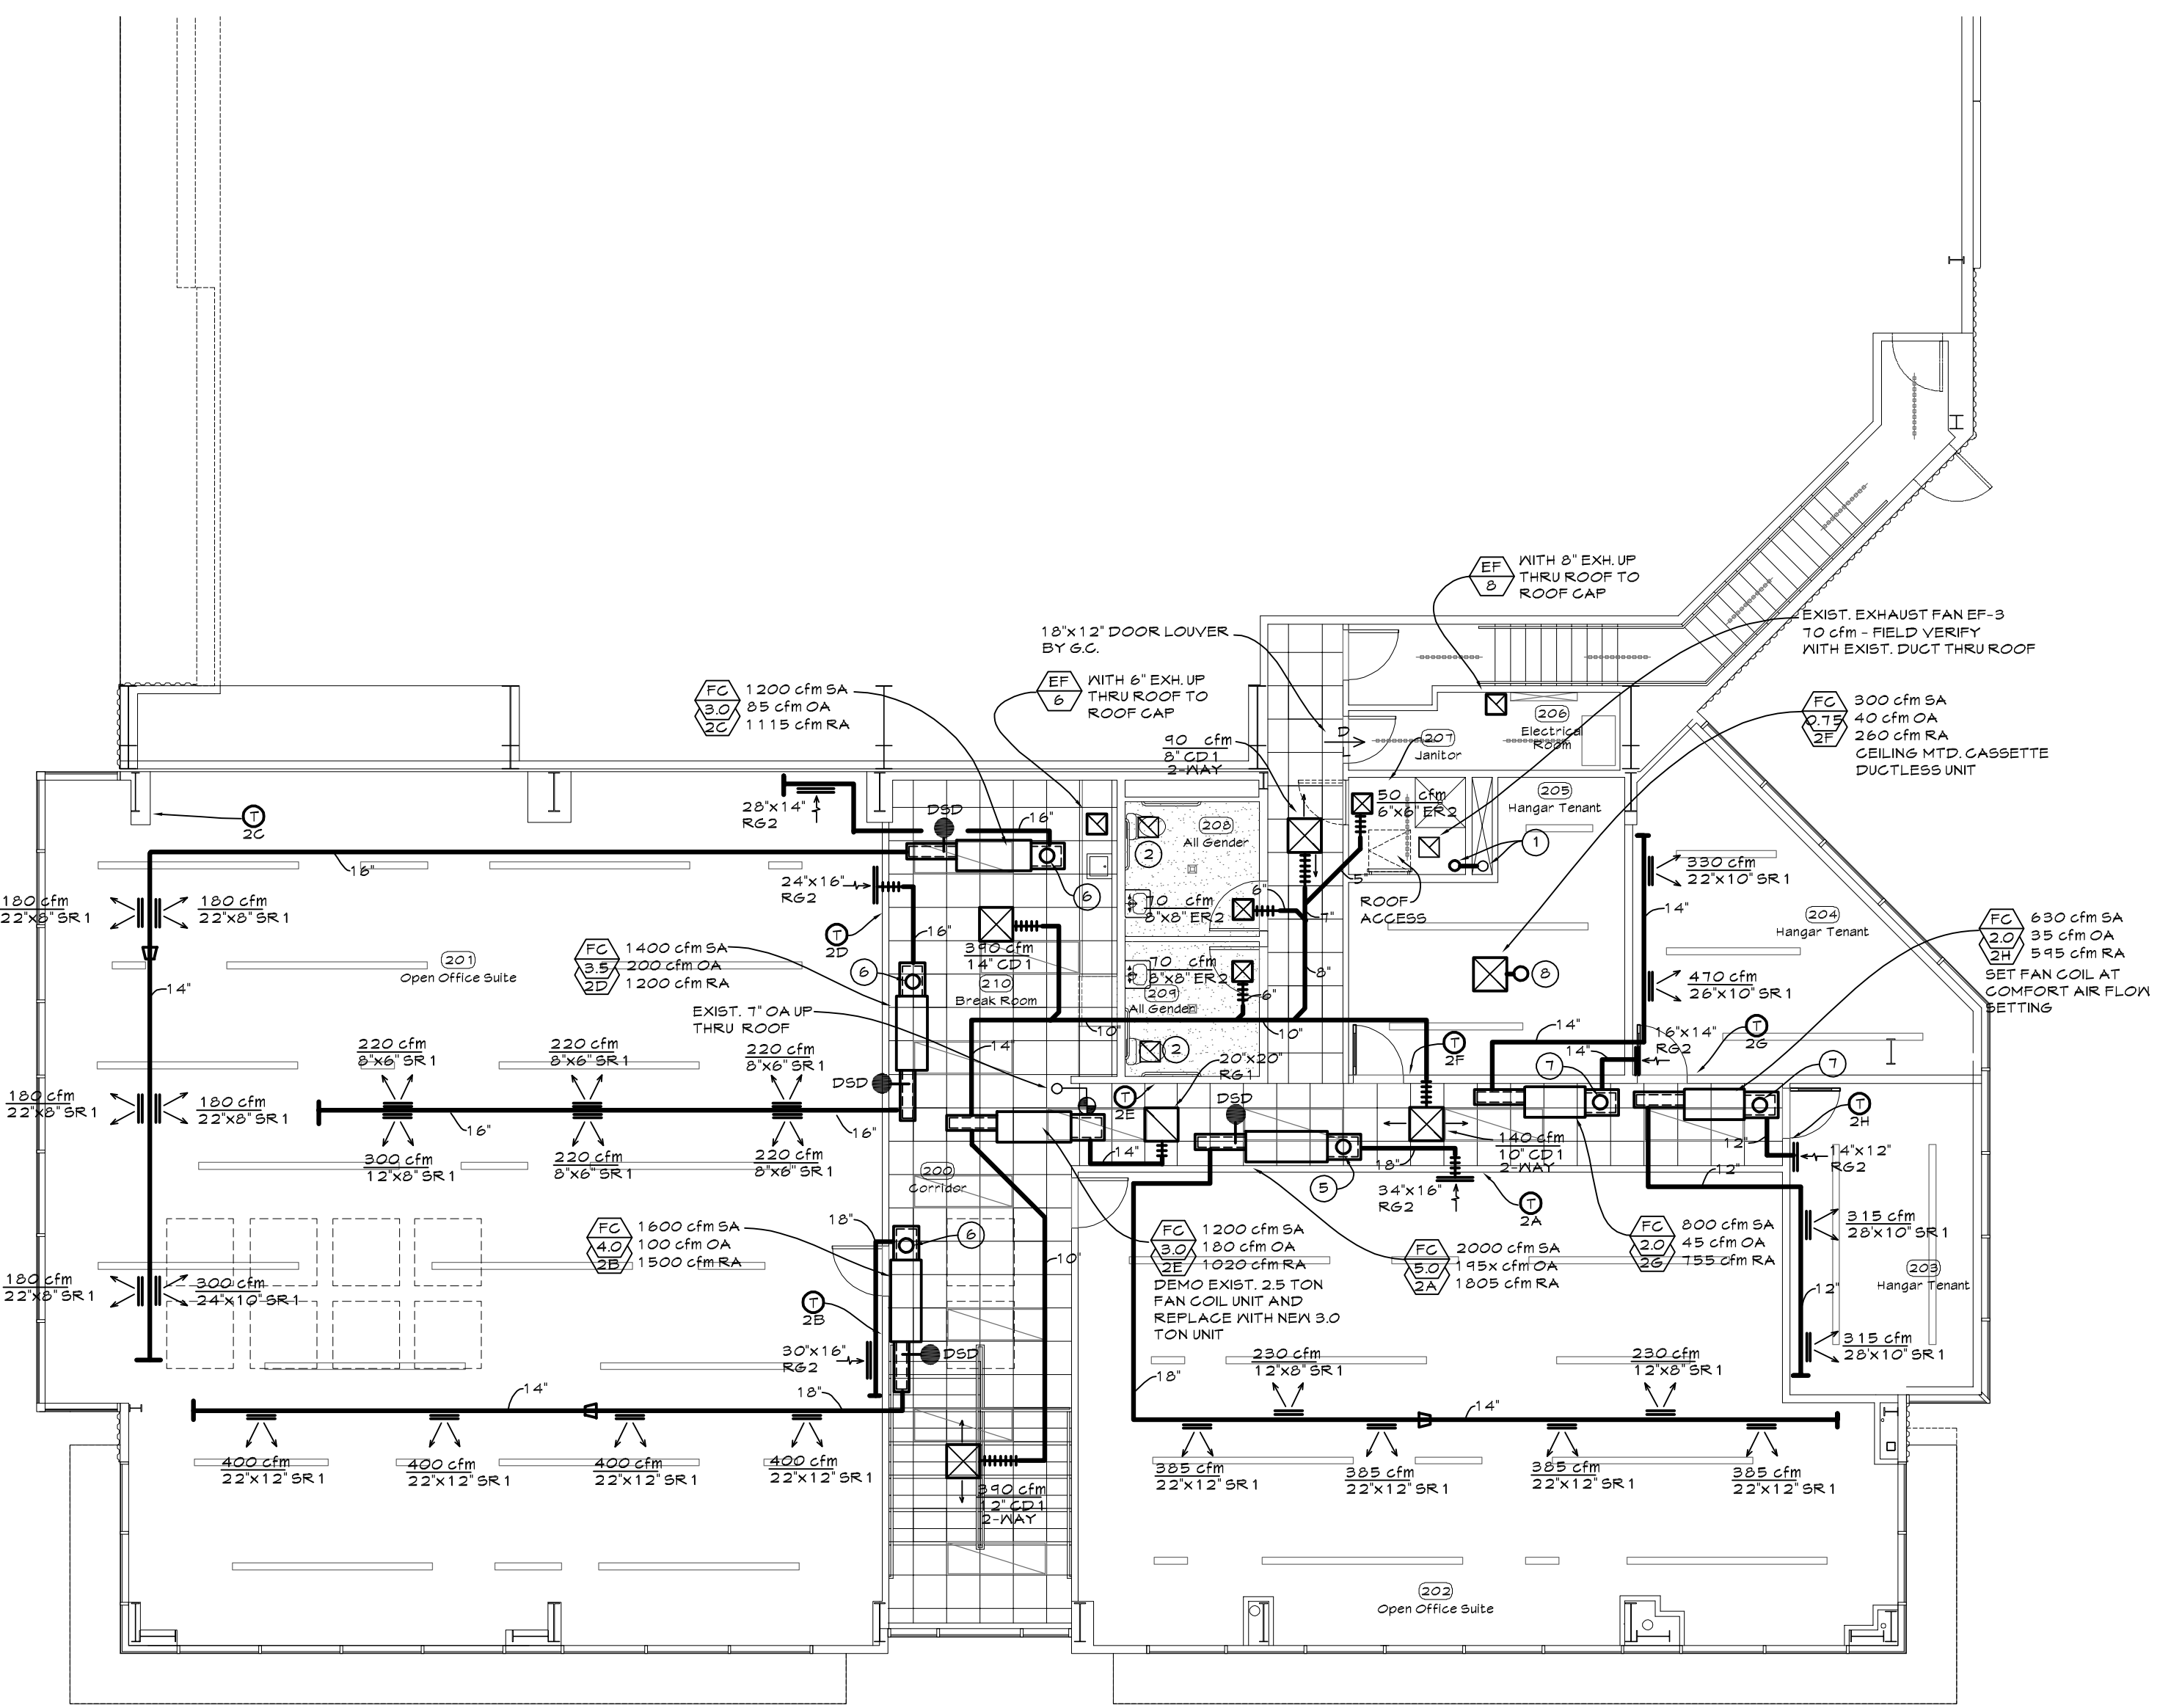 EF
8
WITH 8" EXH. UP
THRU ROOF TO
ROOF CAP
EXIST. EXHAUST FAN EF-3
70 cfm - FIELD VERIFY
WITH EXIST. DUCT THRU ROOF
18"x12" DOOR LOUVER
BY G.C.
EF
6
WITH 6" EXH. UP
THRU ROOF TO
ROOF CAP
FC
3.0
2C
1200 cfm SA
85 cfm OA
1115 cfm RA
FC
0.75
2F
300 cfm SA
40 cfm OA
260 cfm RA
CEILING MTD. CASSETTE
DUCTLESS UNIT
206
Electrical
Room
207
Janitor
D
90 cfm
8" CD1
2-WAY
T
2C
28"x14"
RG2
DSD
16"
50 cfm
6"x6" ER2
205
Hangar Tenant
208
All Gender
2
1
16"
6
5"
ROOF
ACCESS
330 cfm
22"x10" SR1
24"x16"
RG2
180 cfm
22"x8" SR1
180 cfm
22"x8" SR1
70 cfm
8"x8" ER2
6"
7"
14"
204
Hangar Tenant
FC
2.0
2H
630 cfm SA
35 cfm OA
595 cfm RA
SET FAN COIL AT
COMFORT AIR FLOW
SETTING
T
2D
16"
390 cfm
14" CD1
FC
3.5
2D
1400 cfm SA
200 cfm OA
1200 cfm RA
201
Open Office Suite
6
210
Break Room
70 cfm
8"x8" ER2
209
All Gender
8"
6"
8
470 cfm
26"x10" SR1
14"
EXIST. 7" OA UP
THRU ROOF
10"
10"
14"
2
T
2F
14"
14"
16"x14"
RG2
T
2G
220 cfm
8"x6" SR1
220 cfm
8"x6" SR1
220 cfm
8"x6" SR1
20"x20"
RG1
7
7
DSD
T
2E
DSD
T
2H
180 cfm
22"x8" SR1
180 cfm
22"x8" SR1
16"
16"
14"
18"
140 cfm
10" CD1
2-WAY
12"
14"x12"
RG2
12"
300 cfm
12"x8" SR1
220 cfm
8"x6" SR1
220 cfm
8"x6" SR1
200
Corridor
5
34"x16"
RG2
T
2A
FC
4.0
2B
1600 cfm SA
100 cfm OA
1500 cfm RA
18"
6
10"
FC
3.0
2E
1200 cfm SA
180 cfm OA
1020 cfm RA
DEMO EXIST. 2.5 TON
FAN COIL UNIT AND
REPLACE WITH NEW 3.0
TON UNIT
FC
5.0
2A
2000 cfm SA
195x cfm OA
1805 cfm RA
FC
2.0
2G
800 cfm SA
45 cfm OA
755 cfm RA
315 cfm
28'x10" SR1
203
Hangar Tenant
180 cfm
22"x8" SR1
300 cfm
24"x10" SR1
12"
T
2B
30"x16"
RG2
DSD
315 cfm
28'x10" SR1
230 cfm
12"x8" SR1
230 cfm
12"x8" SR1
18"
14"
18"
14"
400 cfm
22"x12" SR1
400 cfm
22"x12" SR1
400 cfm
22"x12" SR1
400 cfm
22"x12" SR1
385 cfm
22"x12" SR1
385 cfm
22"x12" SR1
385 cfm
22"x12" SR1
385 cfm
22"x12" SR1
390 cfm
12" CD1
2-WAY
202
Open Office Suite